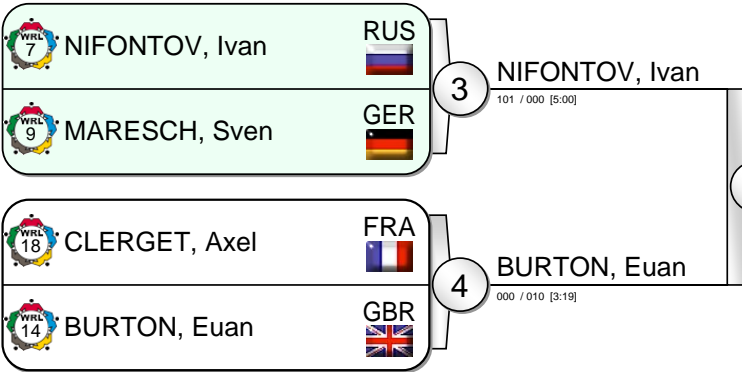 WRL
7
NIFONTOV, Ivan
RUS
WRL
9
MARESCH, Sven
GER
3
NIFONTOV, Ivan
101 / 000 [5:00]
WRL
18
CLERGET, Axel
FRA
WRL
14
BURTON, Euan
GBR
4
BURTON, Euan
000 / 010 [3:19]